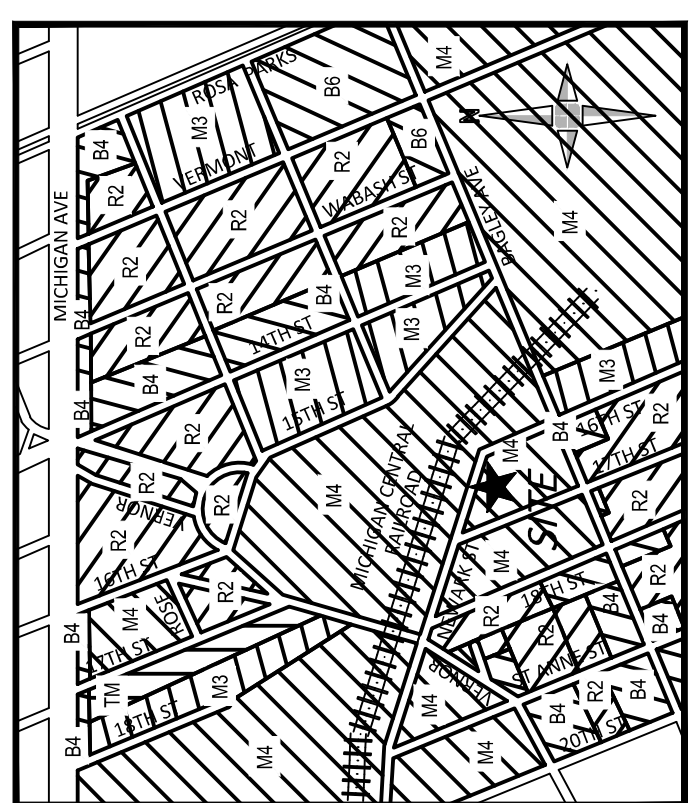 ROSA PARKS
M4
B6
M3
B4
VERMONT
B6
R2
N
R2
WABASH ST
MICHIGAN AVE
R2
R2
BAGLEY AVE
M4
R2
M3
R2
B4
B4
14TH ST
M3
R2
B4
M3
M3
B4
15TH ST
16TH ST
R2
R2
B4
M4
17TH ST
MICHIGAN CENTRAL
RAILROAD
R2
VERNOR
R2
M4
SITE
R2
R2
16TH ST
NEWARK ST
M4
R2
R2
M4
ROSE
R2
19TH ST
B4
R2
B4
B4
17TH ST
ST ANNE ST
TM
M3
VERNOR
R2
B4
18TH ST
M4
B4
20TH ST
B4
M4
M4